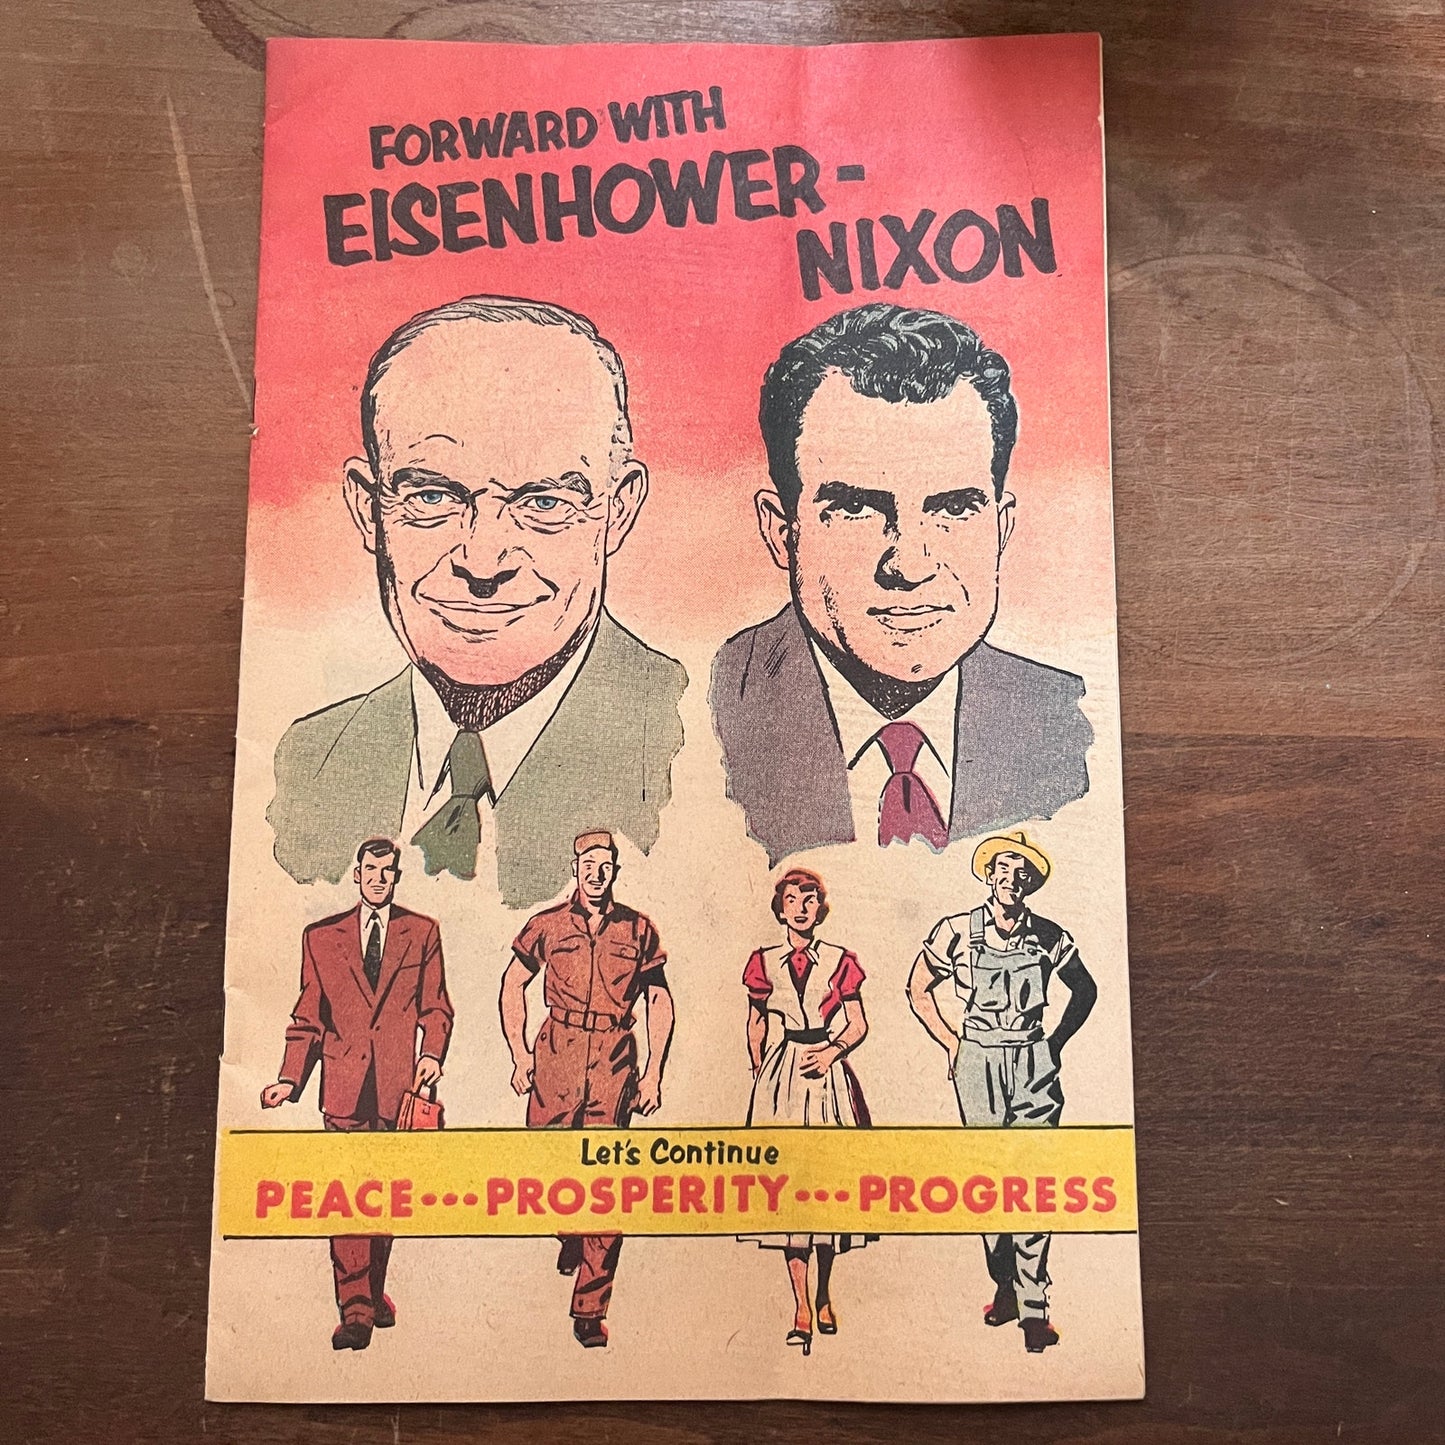 FORWARD WITH
EISENHOWER-
NIXON
Let's Continue
PEACE...PROSPERITY...PROGRESS